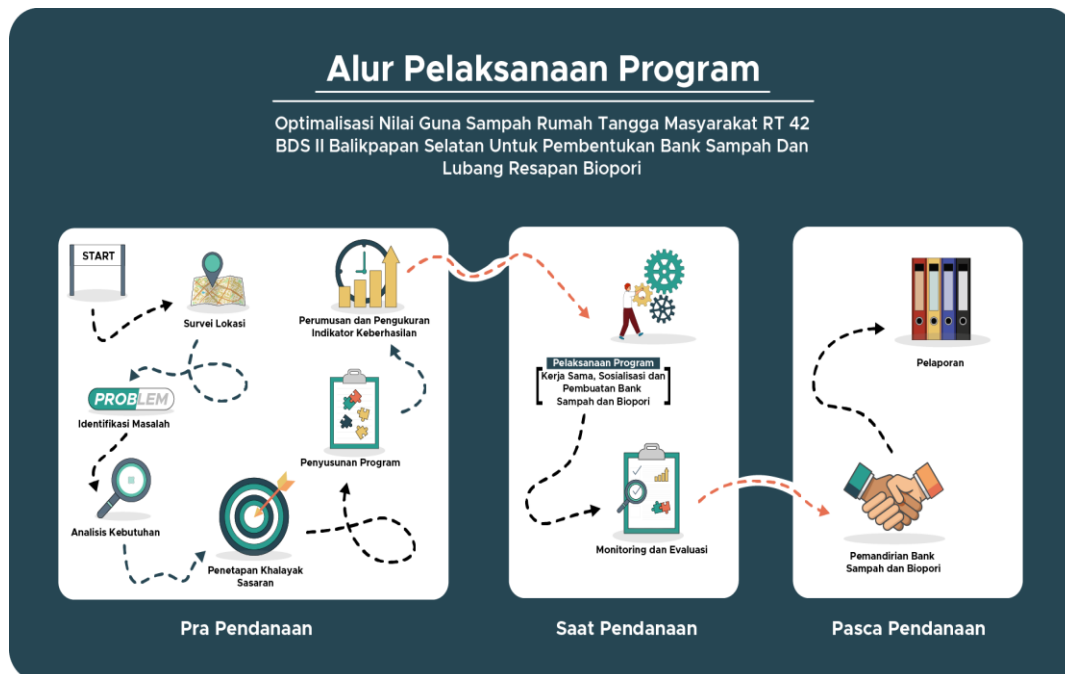 Alur Pelaksanaan Program
Optimalisasi Nilai Guna Sampah Rumah Tangga Masyarakat RT 42
BDS II Balikpapan Selatan Untuk Pembentukan Bank Sampah Dan
Lubang Resapan Biopori
START
Survei Lokasi
PROBLEM
Identifikasi Masalah
Analisis Kebutuhan
Penetapan Khalayak
Sasaran
Penyusunan Program
Perumusan dan Pengukuran
Indikator Keberhasilan
Pra Pendanaan
Pelaksanaan Program
Kerja Sama, Sosialisasi dan
Pembuatan Bank
Sampah dan Biopori
Monitoring dan Evaluasi
Saat Pendanaan
Pemandirian Bank
Sampah dan Biopori
Pelaporan
Pasca Pendanaan